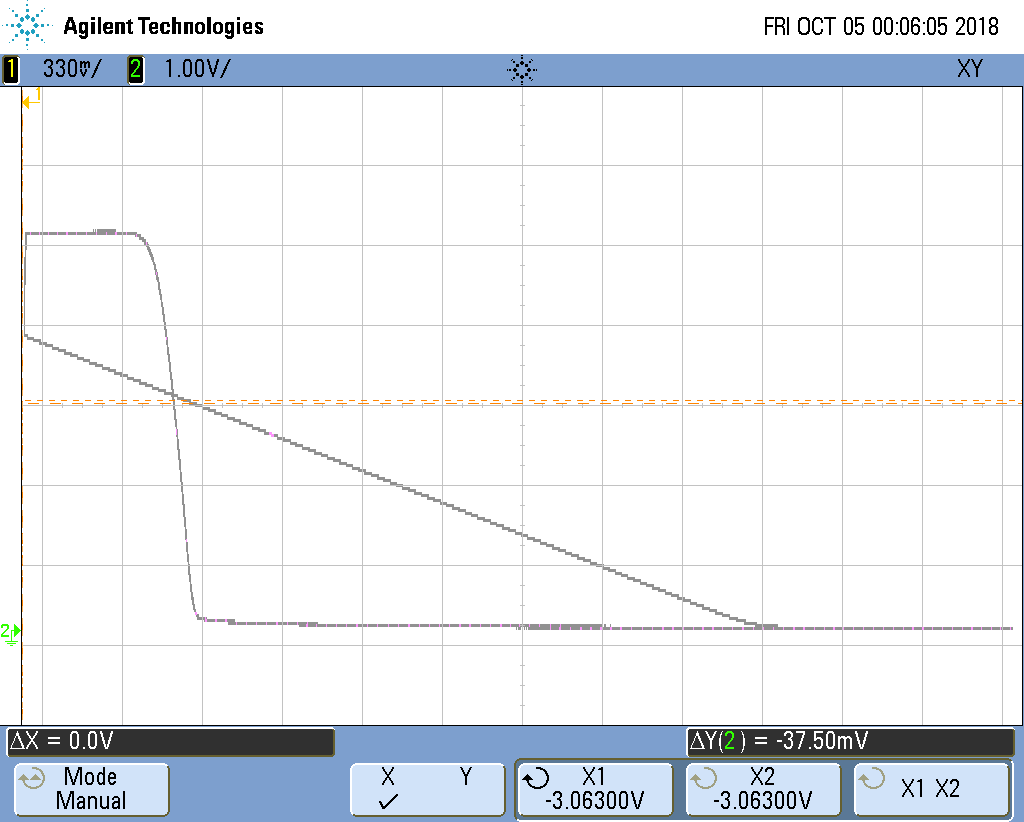 Agilent Technologies
FRI OCT 05 00:06:05 2018
1 330mV/ 2 1.00V/ XY
1
2
ΔX = 0.0V ΔY(2) = -37.50mV
Mode
Manual
X Y
X1
-3.06300V
X2
-3.06300V
X1 X2